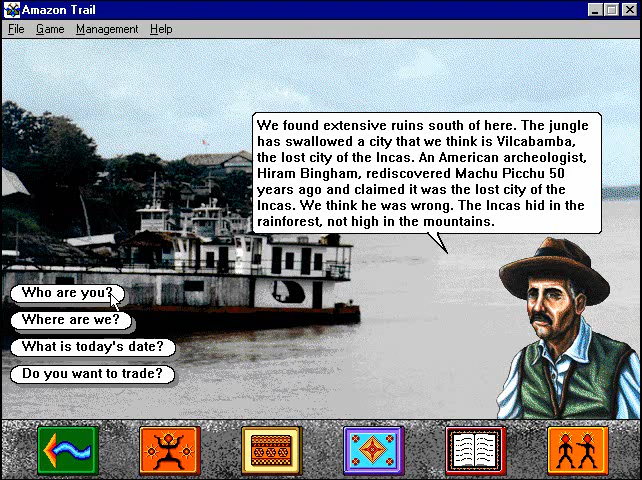 Amazon Trail
File Game Management Help
We found extensive ruins south of here. The jungle
has swallowed a city that we think is Vilcabamba,
the lost city of the Incas. An American archeologist,
Hiram Bingham, rediscovered Machu Picchu 50
years ago and claimed it was the lost city of the
Incas. We think he was wrong. The Incas hid in the
rainforest, not high in the mountains.
Who are you?
Where are we?
What is today's date?
Do you want to trade?